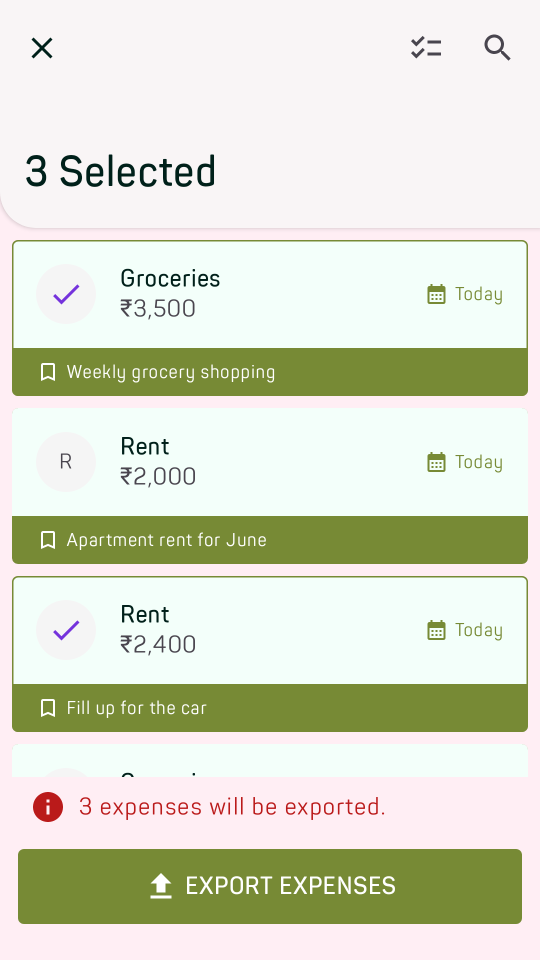 3 Selected
Groceries
₹3,500
Today
Weekly grocery shopping
R
Rent
₹2,000
Today
Apartment rent for June
Rent
₹2,400
Today
Fill up for the car
3 expenses will be exported.
EXPORT EXPENSES